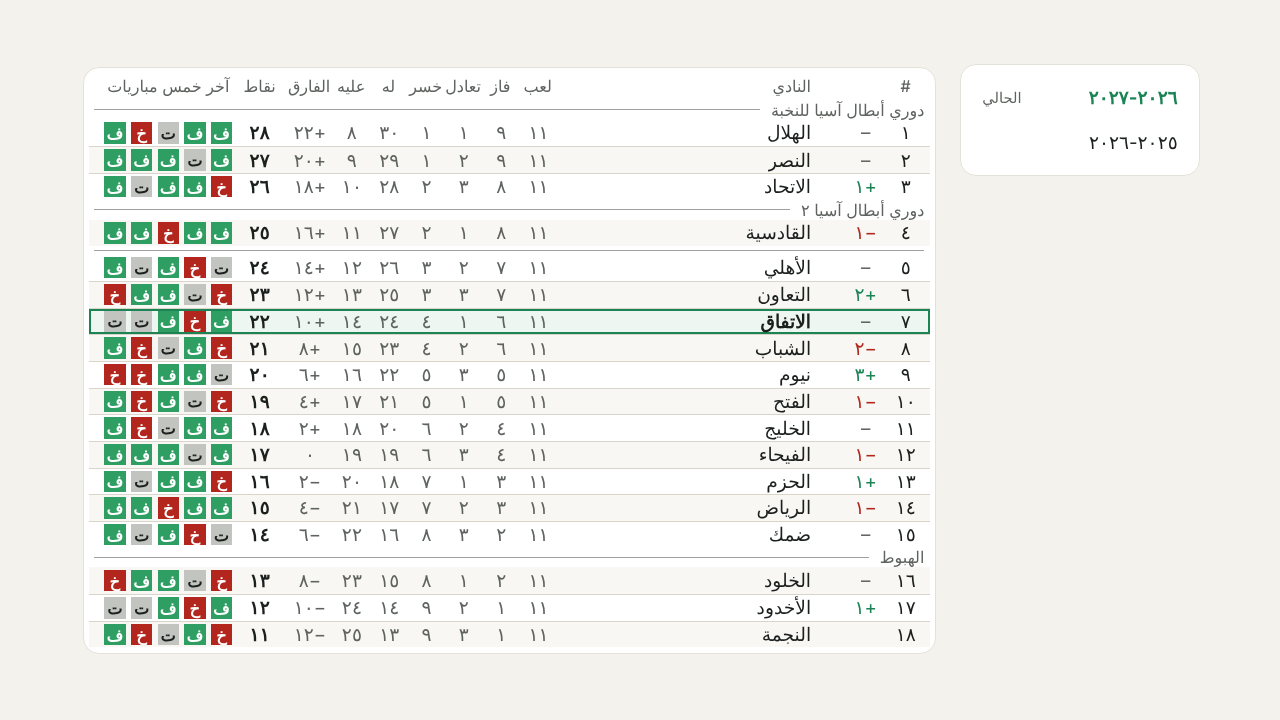 ٢٠٢٦-٢٠٢٧ الحالي
٢٠٢٥-٢٠٢٦
# النادي لعب فاز تعادل خسر له عليه الفارق نقاط آخر خمس مباريات
دوري أبطال آسيا للنخبة
١ – الهلال ١١ ٩ ١ ١ ٣٠ ٨ +٢٢ ٢٨ ف ف ت خ ف
٢ – النصر ١١ ٩ ٢ ١ ٢٩ ٩ +٢٠ ٢٧ ف ت ف ف ف
٣ +١ الاتحاد ١١ ٨ ٣ ٢ ٢٨ ١٠ +١٨ ٢٦ خ ف ف ت ف
دوري أبطال آسيا ٢
٤ −١ القادسية ١١ ٨ ١ ٢ ٢٧ ١١ +١٦ ٢٥ ف ف خ ف ف
٥ – الأهلي ١١ ٧ ٢ ٣ ٢٦ ١٢ +١٤ ٢٤ ت خ ف ت ف
٦ +٢ التعاون ١١ ٧ ٣ ٣ ٢٥ ١٣ +١٢ ٢٣ خ ت ف ف خ
٧ – الاتفاق ١١ ٦ ١ ٤ ٢٤ ١٤ +١٠ ٢٢ ف خ ف ت ت
٨ −٢ الشباب ١١ ٦ ٢ ٤ ٢٣ ١٥ +٨ ٢١ خ ف ت خ ف
٩ +٣ نيوم ١١ ٥ ٣ ٥ ٢٢ ١٦ +٦ ٢٠ ت ف ف خ خ
١٠ −١ الفتح ١١ ٥ ١ ٥ ٢١ ١٧ +٤ ١٩ خ ت ف خ ف
١١ – الخليج ١١ ٤ ٢ ٦ ٢٠ ١٨ +٢ ١٨ ف ف ت خ ف
١٢ −١ الفيحاء ١١ ٤ ٣ ٦ ١٩ ١٩ ٠ ١٧ ف ت ف ف ف
١٣ +١ الحزم ١١ ٣ ١ ٧ ١٨ ٢٠ −٢ ١٦ خ ف ف ت ف
١٤ −١ الرياض ١١ ٣ ٢ ٧ ١٧ ٢١ −٤ ١٥ ف ف خ ف ف
١٥ – ضمك ١١ ٢ ٣ ٨ ١٦ ٢٢ −٦ ١٤ ت خ ف ت ف
الهبوط
١٦ – الخلود ١١ ٢ ١ ٨ ١٥ ٢٣ −٨ ١٣ خ ت ف ف خ
١٧ +١ الأخدود ١١ ١ ٢ ٩ ١٤ ٢٤ −١٠ ١٢ ف خ ف ت ت
١٨ النجمة ١١ ١ ٣ ٩ ١٣ ٢٥ −١٢ ١١ خ ف ت خ ف